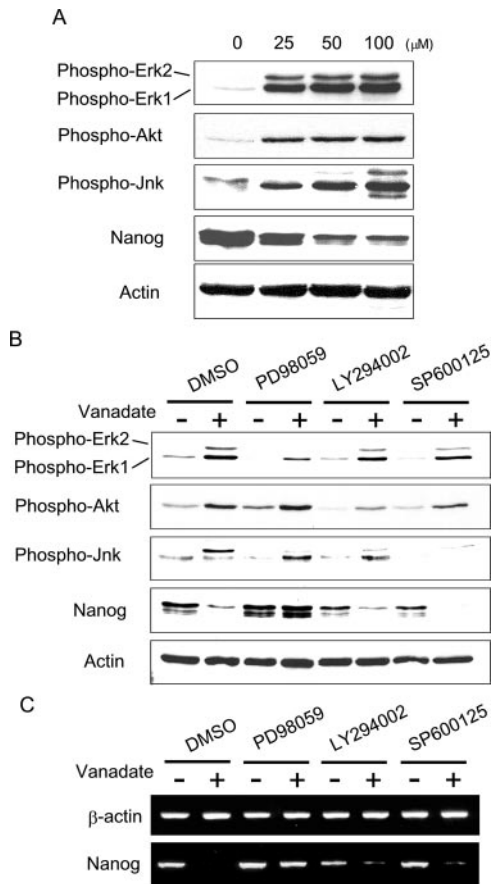 A
0 25 50 100 (μM)
Phospho-Erk2
Phospho-Erk1
Phospho-Akt
Phospho-Jnk
Nanog
Actin
B
DMSO PD98059 LY294002 SP600125
Vanadate - + - + - + - +
Phospho-Erk2
Phospho-Erk1
Phospho-Akt
Phospho-Jnk
Nanog
Actin
C
DMSO PD98059 LY294002 SP600125
Vanadate - + - + - + - +
β-actin
Nanog